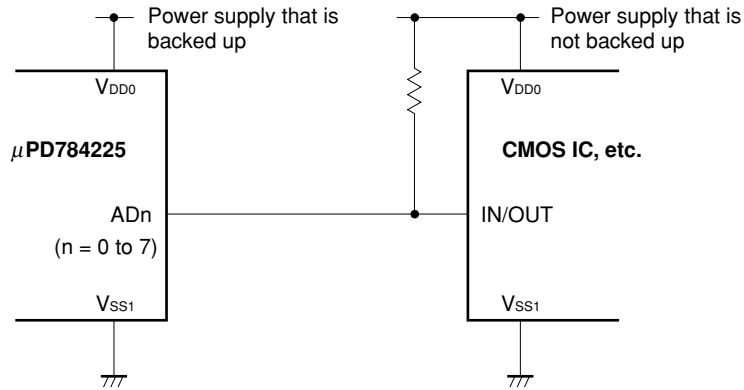 Power supply that is
backed up
Power supply that is
not backed up
VDD0
VDD0
μPD784225
CMOS IC, etc.
ADn
IN/OUT
(n = 0 to 7)
VSS1
VSS1